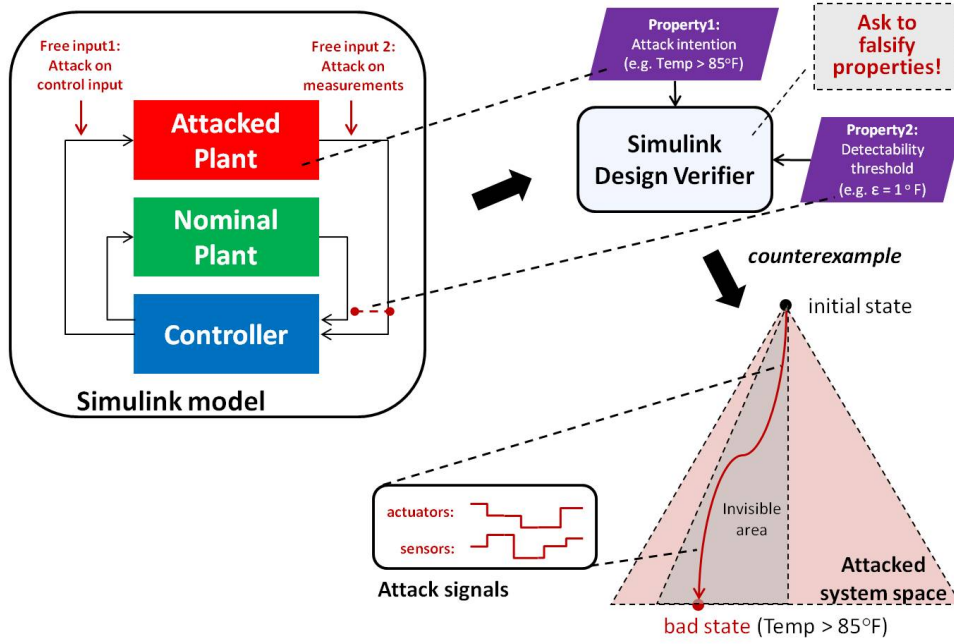 Free input1:
Attack on
control input
Free input 2:
Attack on
measurements
Attacked
Plant
Nominal
Plant
Controller
Simulink model
Property1:
Attack intention
(e.g. Temp > 85°F)
Ask to
falsify
properties!
Simulink
Design Verifier
Property2:
Detectability
threshold
(e.g. ε = 1° F)
counterexample
initial state
Invisible
area
Attacked
system space
bad state (Temp > 85°F)
actuators:
sensors:
Attack signals